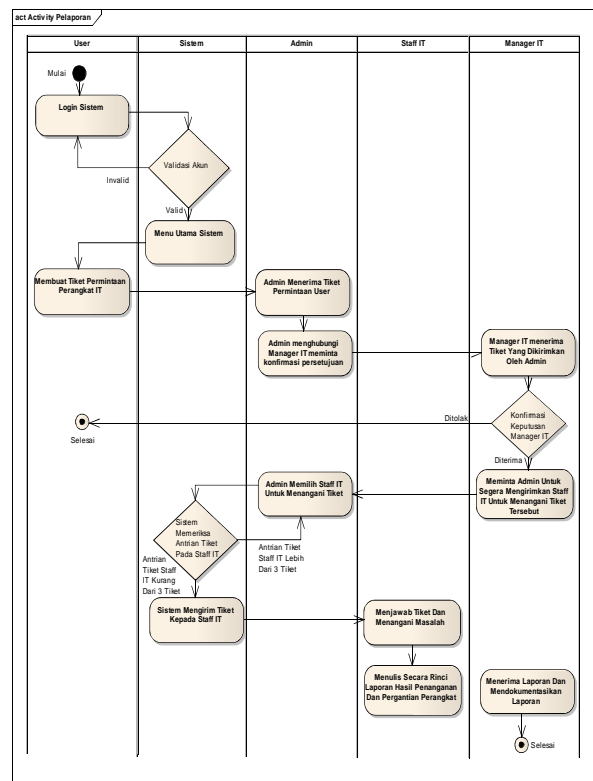 act Activity Pelaporan
User
Sistem
Admin
Staff IT
Manager IT
Mulai
Login Sistem
Validasi Akun
Invalid
Valid
Menu Utama Sistem
Membuat Tiket Permintaan
Perangkat IT
Admin Menerima Tiket
Permintaan User
Admin menghubungi
Manager IT meminta
konfirmasi persetujuan
Manager IT menerima
Tiket Yang Dikirimkan
Oleh Admin
Ditolak
Konfirmasi
Keputusan
Manager IT
Selesai
Diterima
Admin Memilih Staff IT
Untuk Menangani Tiket
Meminta Admin Untuk
Segera Mengirimkan Staff
IT Untuk Menangani Tiket
Tersebut
Sistem
Memeriksa
Antrian Tiket
Pada Staff IT
Antrian Tiket
Staff IT Lebih
Dari 3 Tiket
Antrian
Tiket Staff
IT Kurang
Dari 3 Tiket
Sistem Mengirim Tiket
Kepada Staff IT
Menjawab Tiket Dan
Menangani Masalah
Menulis Secara Rinci
Laporan Hasil Penanganan
Dan Pergantian Perangkat
Menerima Laporan Dan
Mendokumentasikan
Laporan
Selesai